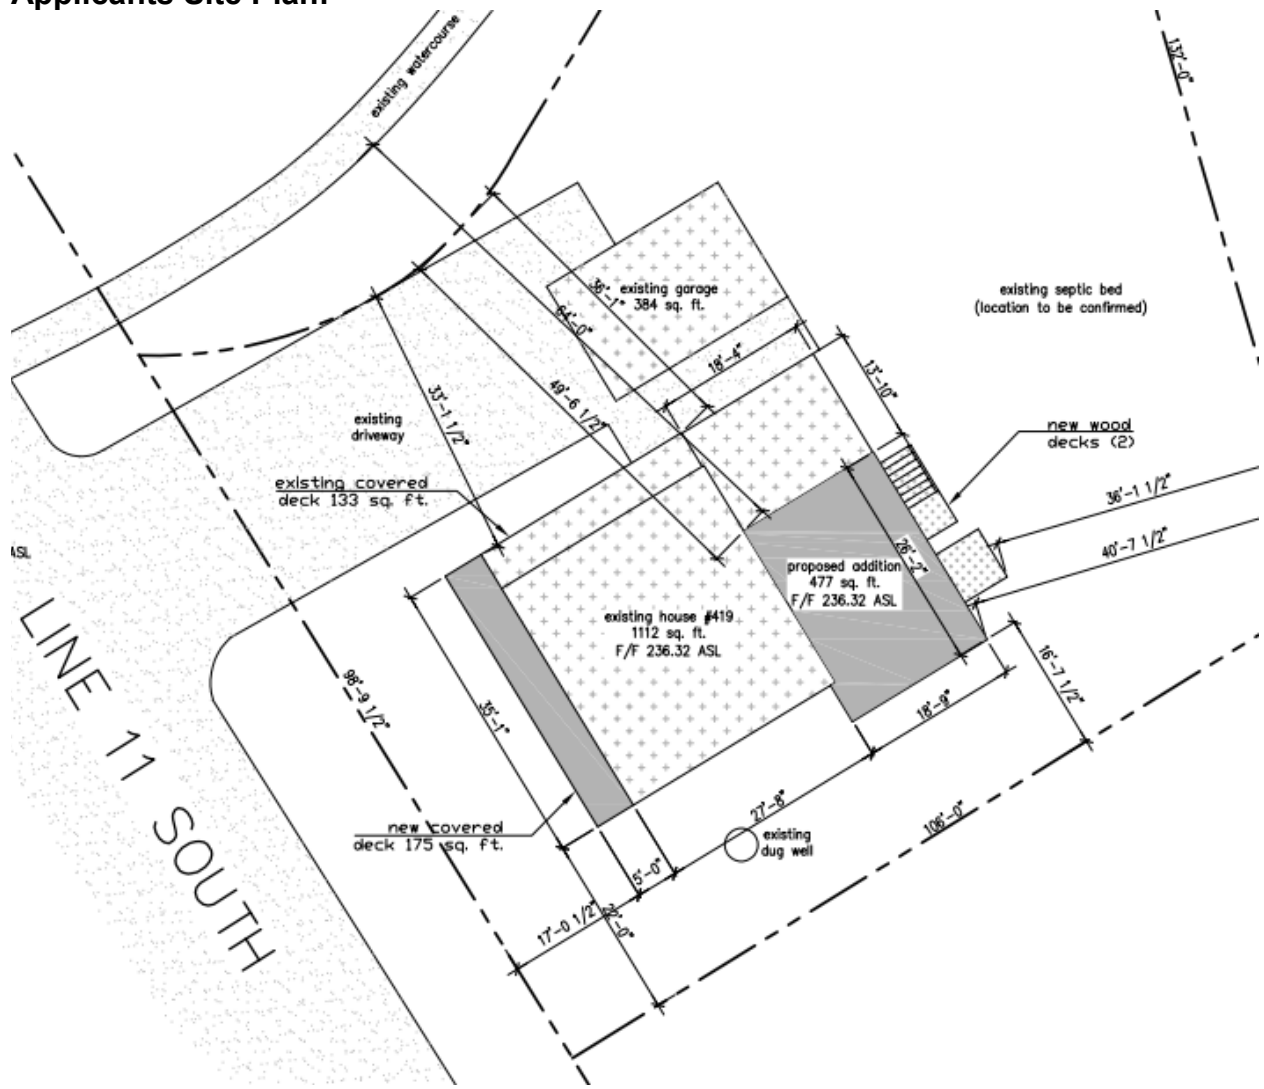 Applicants Site Plan:
existing watercourse
132'-0"
existing garage
384 sq. ft.
36'-1"
64'-0"
existing septic bed
(location to be confirmed)
18'-4"
13'-10"
33'-1 1/2"
49'-6 1/2"
existing
driveway
new wood
decks (2)
existing covered
deck 133 sq. ft.
36'-1 1/2"
40'-7 1/2"
ASL
26'-2"
proposed addition
477 sq. ft.
F/F 236.32 ASL
existing house #419
1112 sq. ft.
F/F 236.32 ASL
LINE 11 SOUTH
98'-9 1/2"
35'-1"
16'-7 1/2"
18'-9"
27'-8"
106'-0"
new covered
deck 175 sq. ft.
existing
dug well
5'-0"
17'-0 1/2"